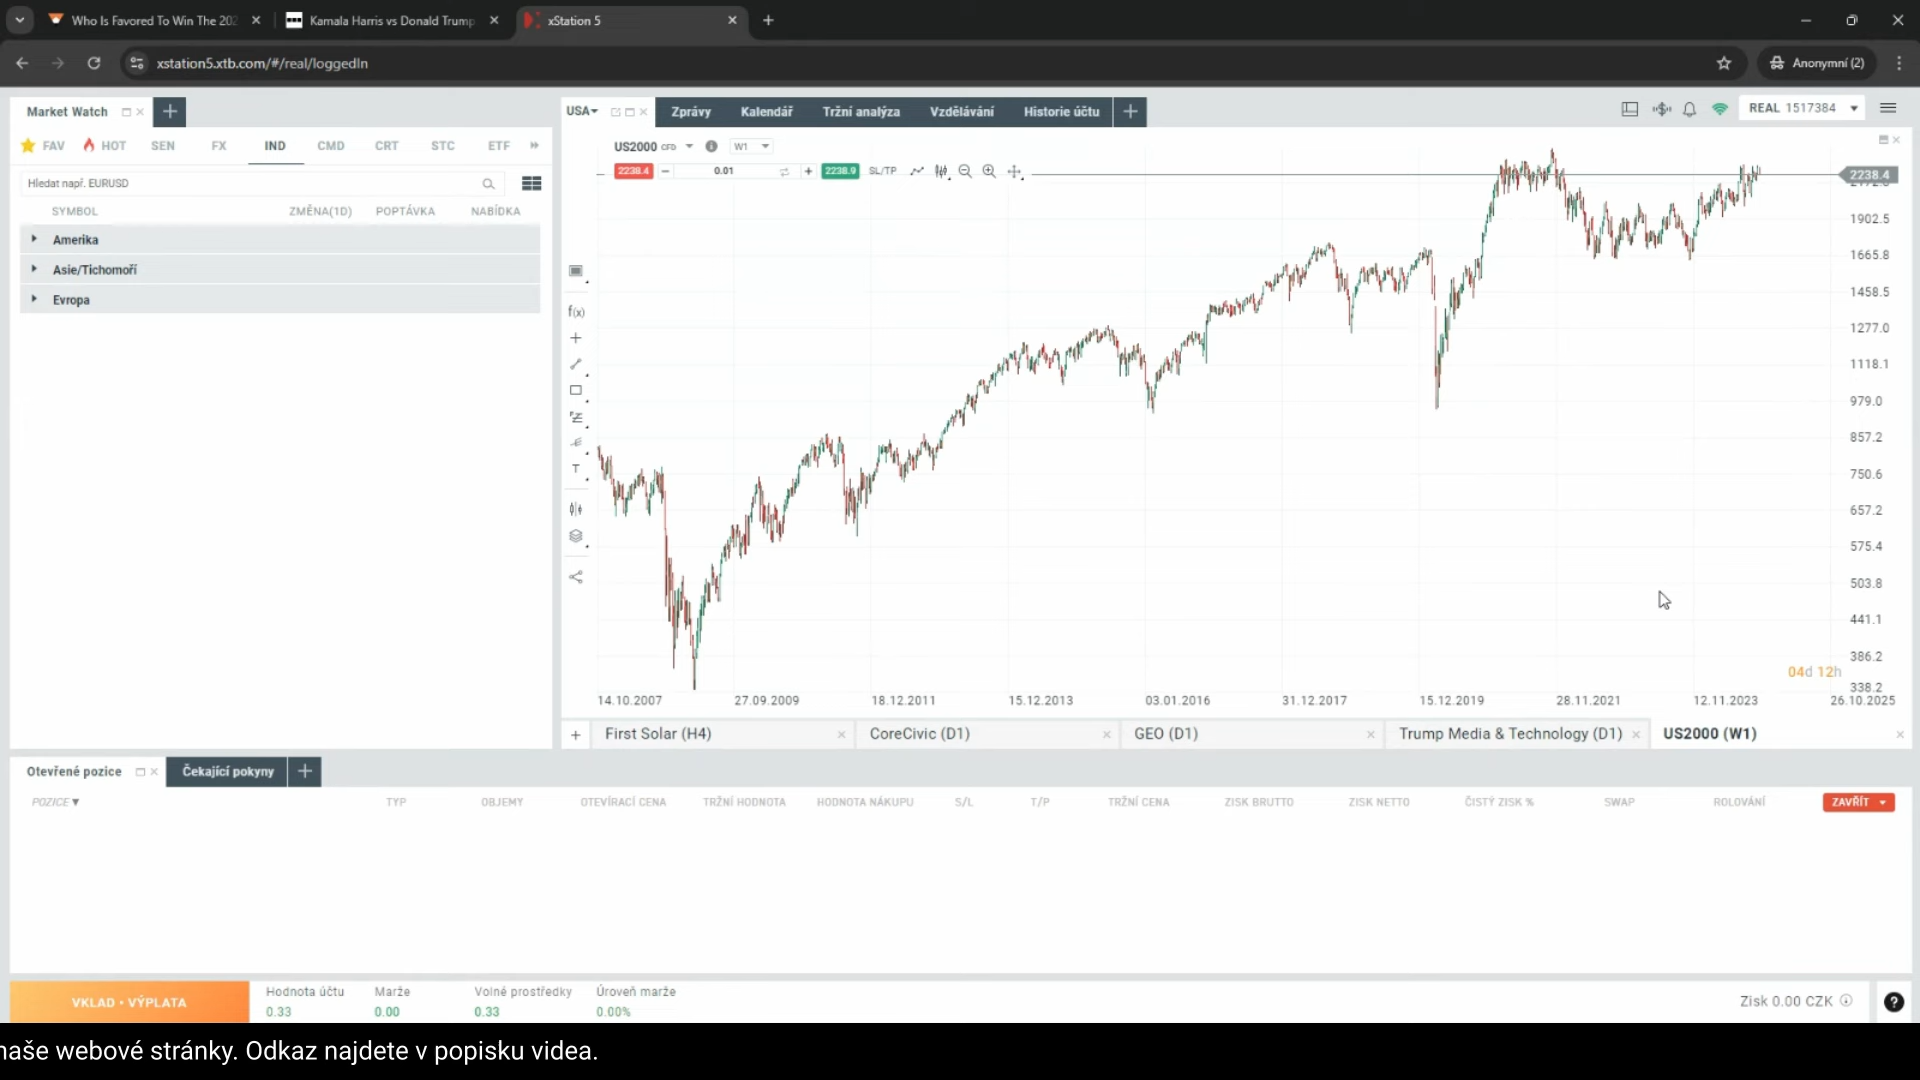 Who Is Favored To Win The 202
Kamala Harris vs Donald Trump
xStation 5
xstation5.xtb.com/#/real/loggedIn
Anonymní (2)
Market Watch
USA
Zprávy
Kalendář
Tržní analýza
Vzdělávání
Historie účtu
REAL 1517384
FAV
HOT
SEN
FX
IND
CMD
CRT
STC
ETF
US2000 CFD
W1
2238.4
0.01
2238.9
SL/TP
Hledat např. EURUSD
SYMBOL
ZMĚNA(1D)
POPTÁVKA
NABÍDKA
Amerika
Asie/Tichomoří
Evropa
f(x)
T
2238.4
1902.5
1665.8
1458.5
1277.0
1118.1
979.0
857.2
750.6
657.2
575.4
503.8
441.1
386.2
338.2
04d 12h
14.10.2007
27.09.2009
18.12.2011
15.12.2013
03.01.2016
31.12.2017
15.12.2019
28.11.2021
12.11.2023
26.10.2025
First Solar (H4)
CoreCivic (D1)
GEO (D1)
Trump Media & Technology (D1)
US2000 (W1)
Otevřené pozice
Čekající pokyny
POZICE
TYP
OBJEMY
OTEVÍRACÍ CENA
TRŽNÍ HODNOTA
HODNOTA NÁKUPU
S/L
T/P
TRŽNÍ CENA
ZISK BRUTTO
ZISK NETTO
ČISTÝ ZISK %
SWAP
ROLOVÁNÍ
ZAVŘÍT
VKLAD • VÝPLATA
Hodnota účtu
0.33
Marže
0.00
Volné prostředky
0.33
Úroveň marže
0.00%
Zisk 0.00 CZK
naše webové stránky. Odkaz najdete v popisku videa.